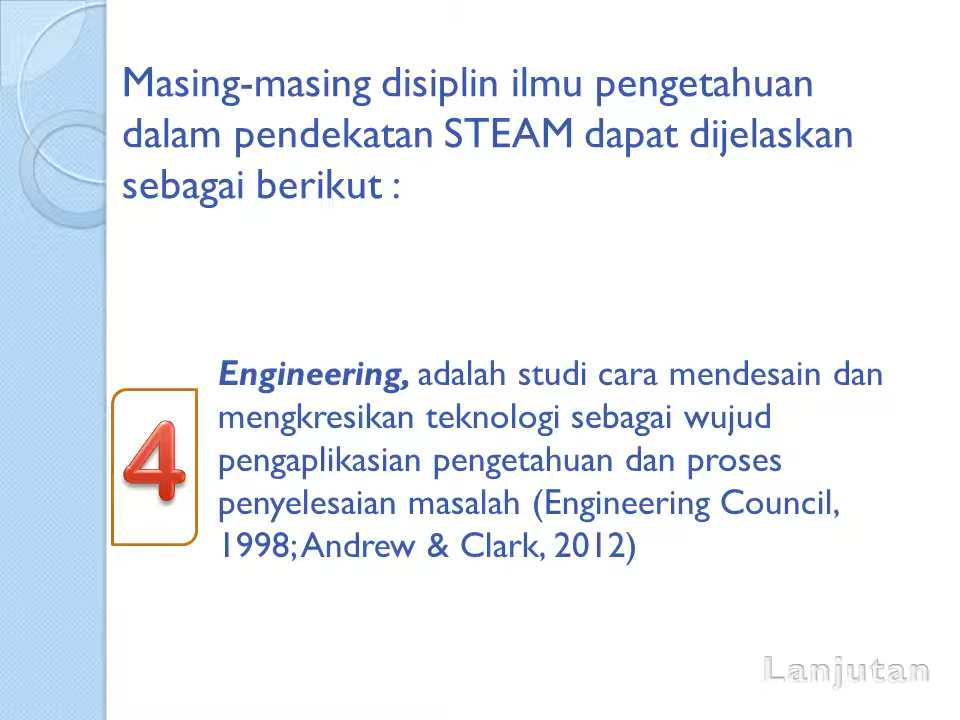 Masing-masing disiplin ilmu pengetahuan
dalam pendekatan STEAM dapat dijelaskan
sebagai berikut :
Engineering, adalah studi cara mendesain dan
mengkresikan teknologi sebagai wujud
4
pengaplikasian pengetahuan dan proses
penyelesaian masalah (Engineering Council,
1998; Andrew & Clark, 2012)
Lanjutan